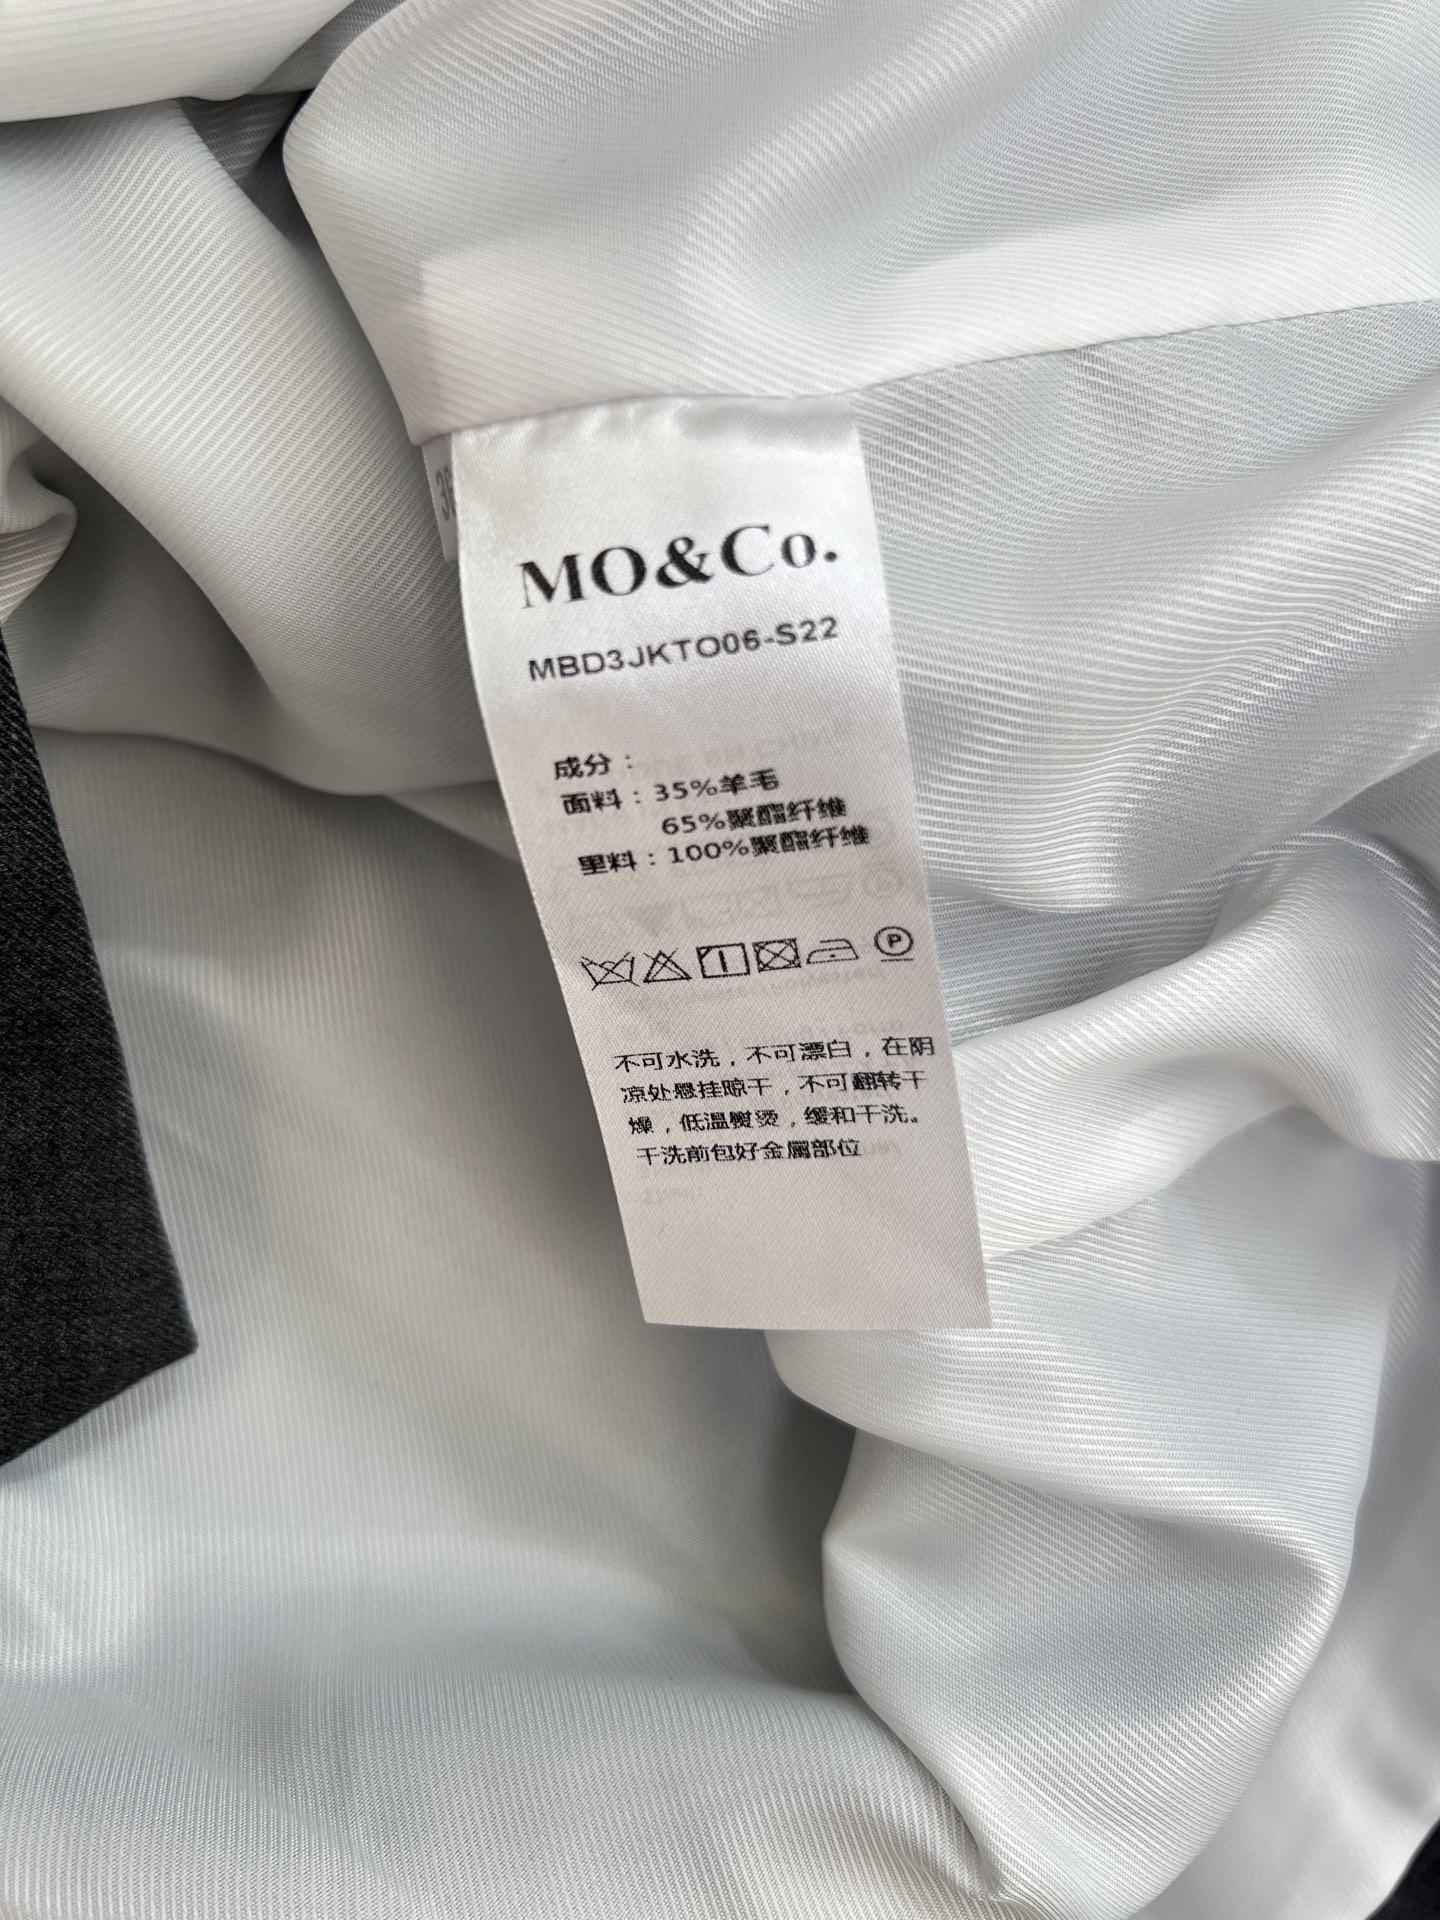 MO&Co.
MBD3JKTO06-S22
成分：
面料：35%羊毛
65%聚酯纤维
里料：100%聚酯纤维
P
不可水洗，不可漂白，在阴
凉处悬挂晾干，不可翻转干
燥，低温熨烫，缓和干洗。
干洗前包好金属部位